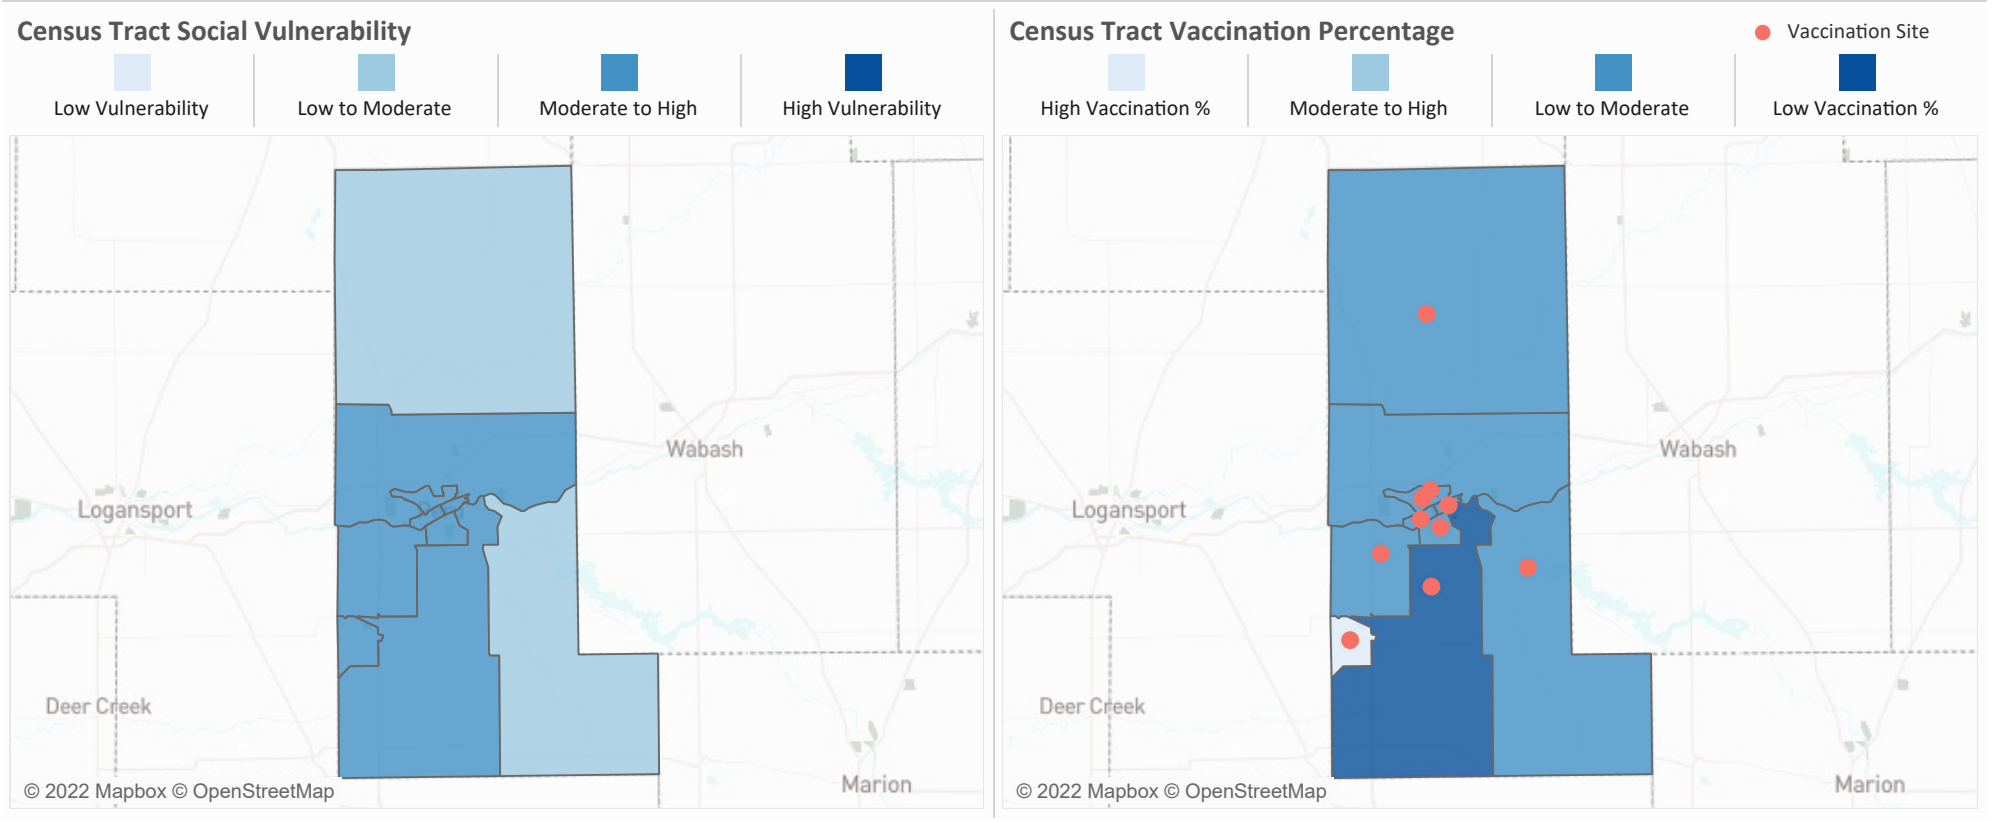 Census Tract Social Vulnerability
Low Vulnerability
Low to Moderate
Moderate to High
High Vulnerability
Logansport
Wabash
Deer Creek
Marion
© 2022 Mapbox © OpenStreetMap
Census Tract Vaccination Percentage
Vaccination Site
High Vaccination %
Moderate to High
Low to Moderate
Low Vaccination %
Logansport
Wabash
Deer Creek
Marion
© 2022 Mapbox © OpenStreetMap